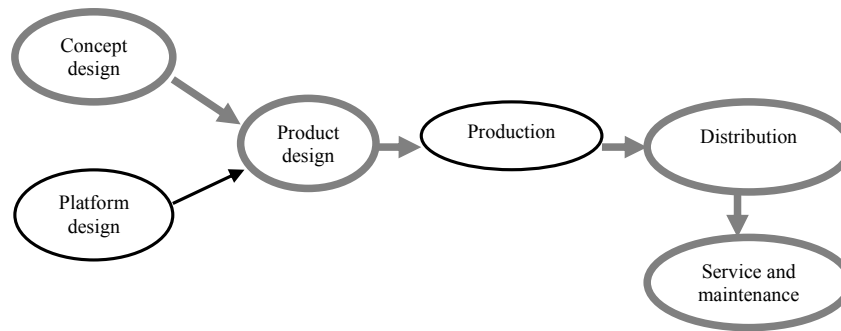 Concept
design
Product
design
Production
Distribution
Platform
design
Service and
maintenance